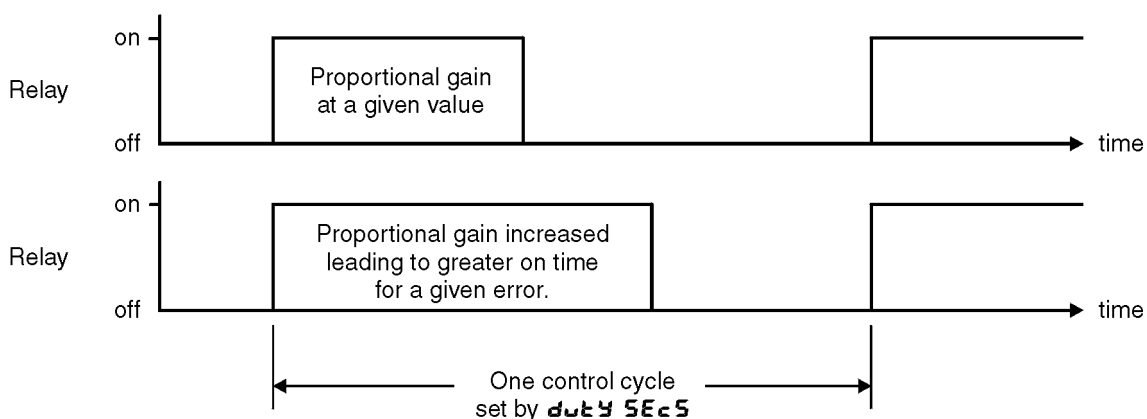 on
Relay
Proportional gain
at a given value
off
time
on
Relay
Proportional gain increased
leading to greater on time
for a given error.
off
time
One control cycle
set by dutY SEcS